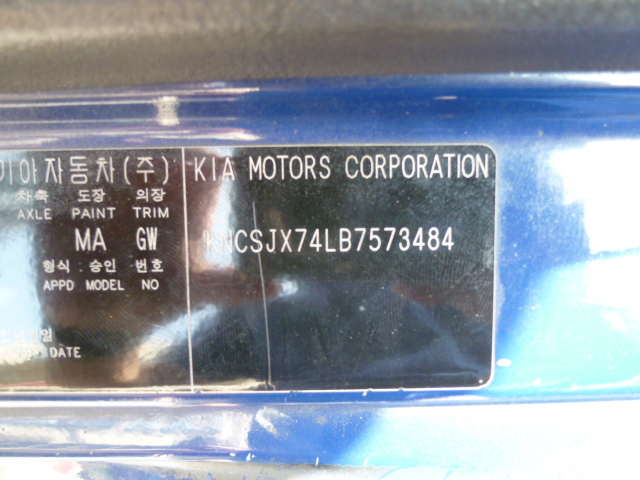 아자동차(주) KIA MOTORS CORPORATION
차축 도장 의장
AXLE PAINT TRIM
MA GW KNCSJX74LB7573484
형식 : 승인 번호
APPD MODEL NO
DATE